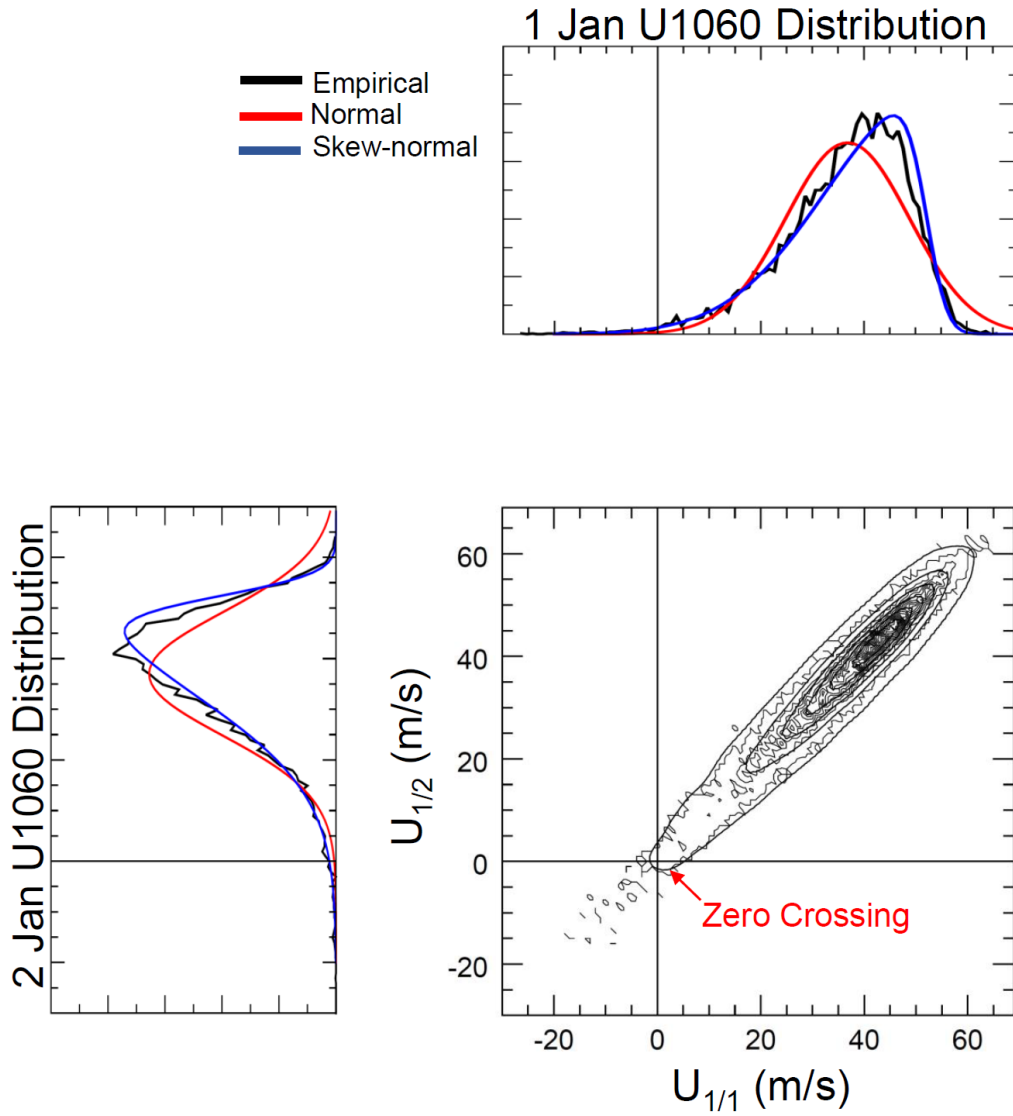 1 Jan U1060 Distribution
Empirical
Normal
Skew-normal
2 Jan U1060 Distribution
U1/2 (m/s)
60
40
20
0
-20
Zero Crossing
-20 0 20 40 60
U1/1 (m/s)